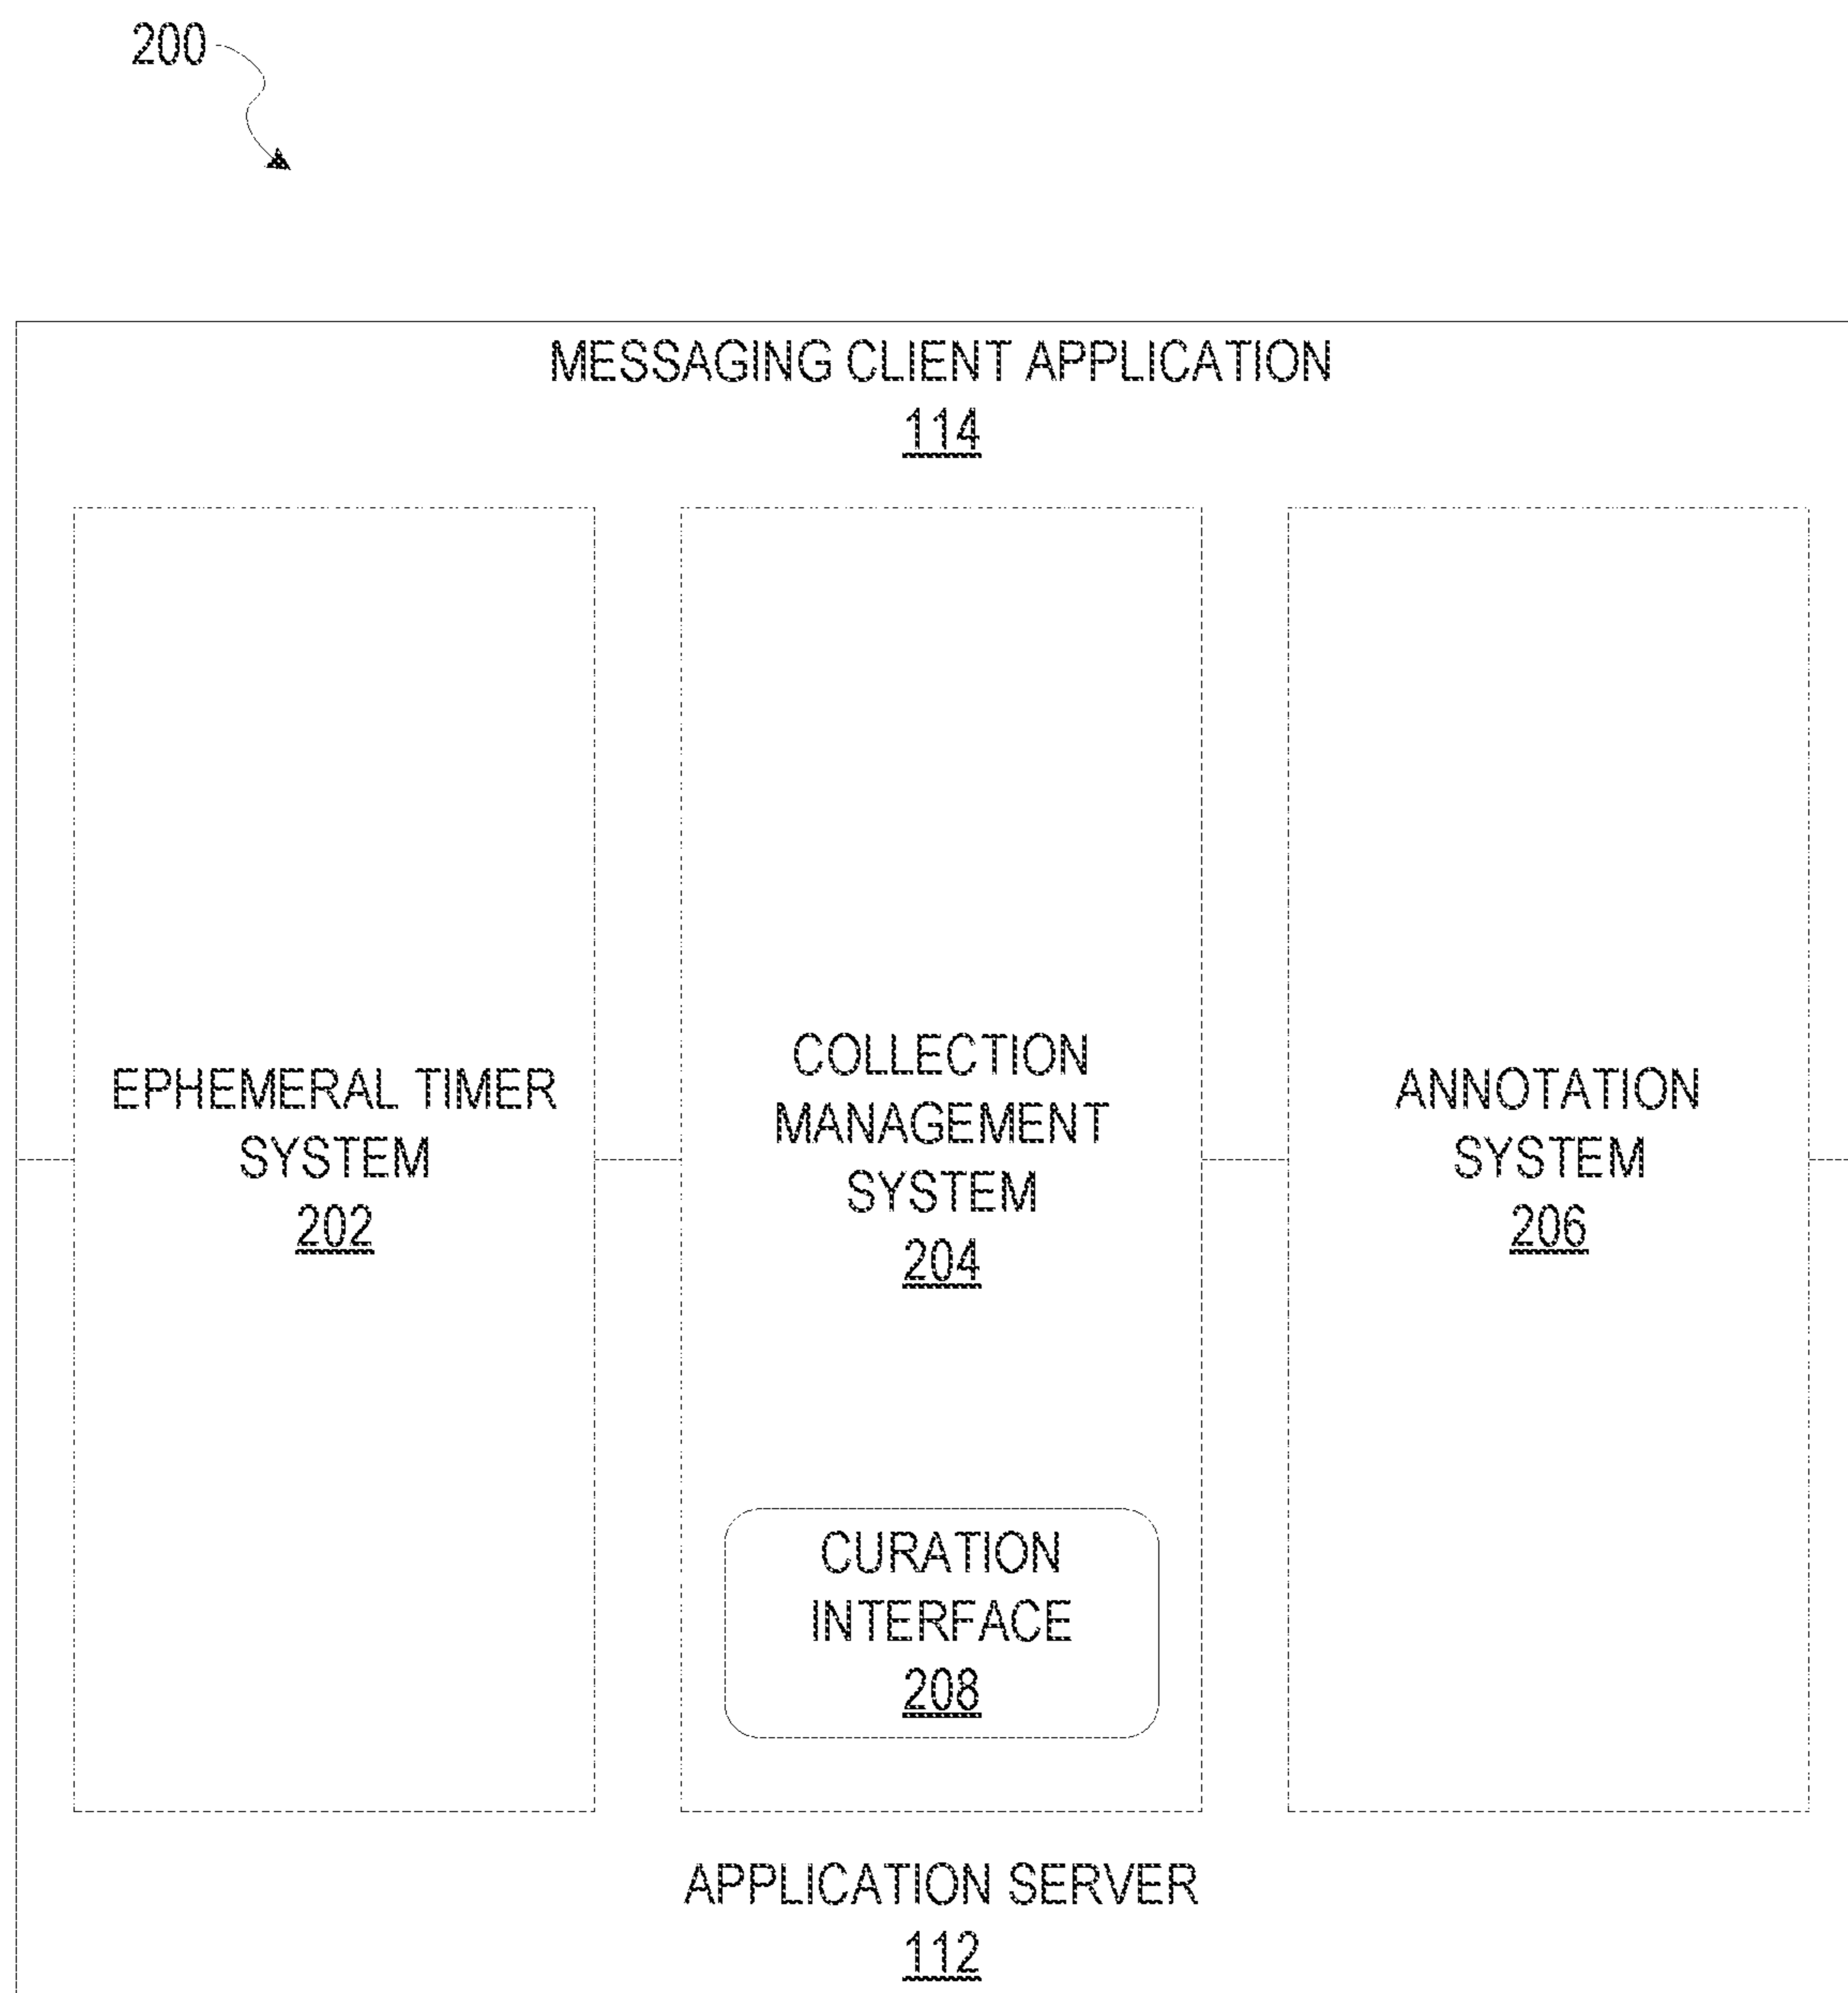 200
MESSAGING CLIENT APPLICATION
114
EPHEMERAL TIMER
SYSTEM
202
COLLECTION
MANAGEMENT
SYSTEM
204
ANNOTATION
SYSTEM
206
CURATION
INTERFACE
208
APPLICATION SERVER
112